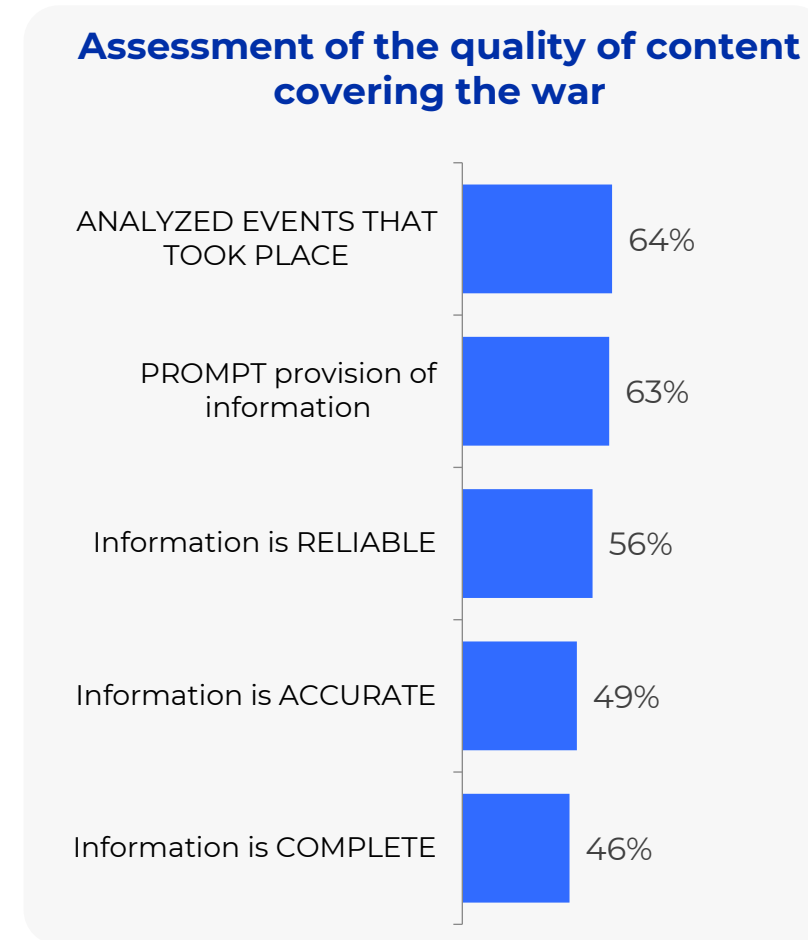 Assessment of the quality of content
covering the war
ANALYZED EVENTS THAT
TOOK PLACE
64%
PROMPT provision of
information
63%
Information is RELIABLE
56%
Information is ACCURATE
49%
Information is COMPLETE
46%